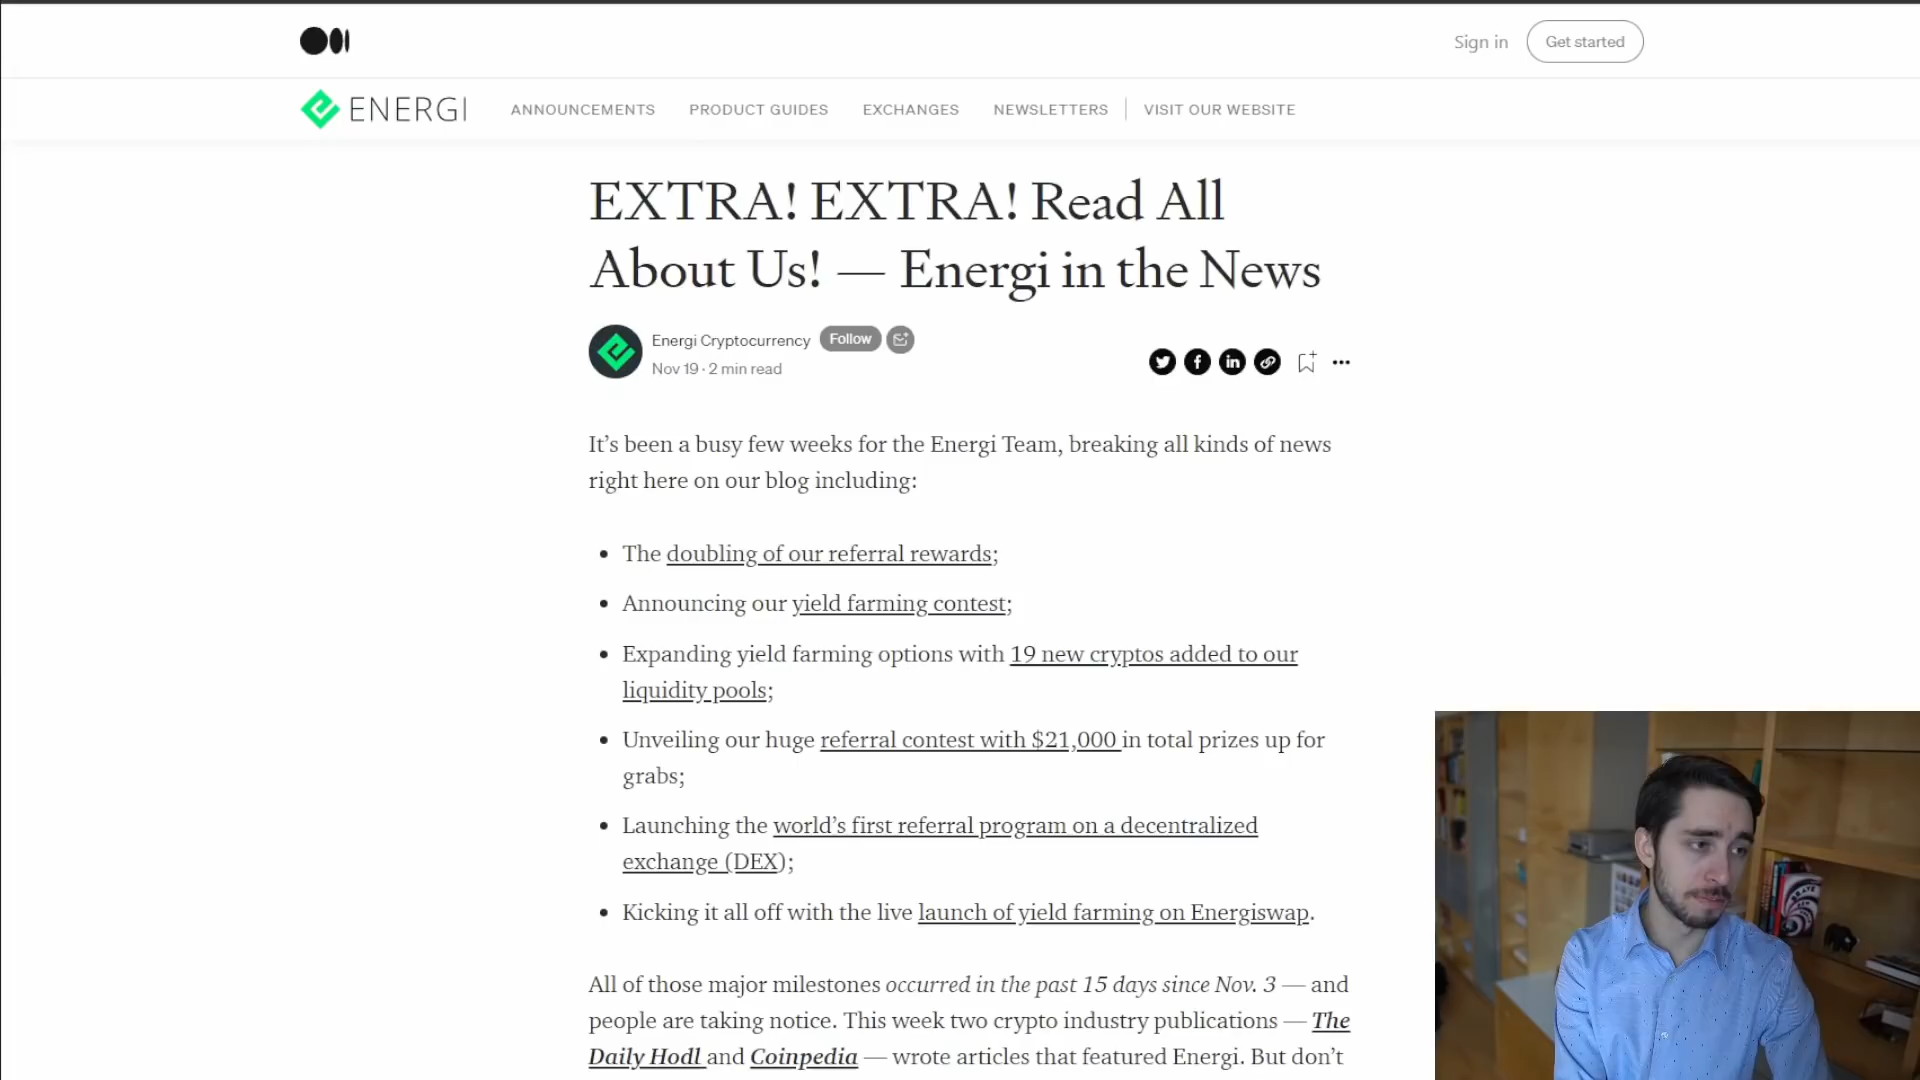 Sign in
Get started
ENERGI
ANNOUNCEMENTS
PRODUCT GUIDES
EXCHANGES
NEWSLETTERS
VISIT OUR WEBSITE
EXTRA! EXTRA! Read All
About Us! — Energi in the News
Energi Cryptocurrency
Follow
Nov 19 · 2 min read
It’s been a busy few weeks for the Energi Team, breaking all kinds of news
right here on our blog including:
• The doubling of our referral rewards;
• Announcing our yield farming contest;
• Expanding yield farming options with 19 new cryptos added to our
liquidity pools;
• Unveiling our huge referral contest with $21,000 in total prizes up for
grabs;
• Launching the world’s first referral program on a decentralized
exchange (DEX);
• Kicking it all off with the live launch of yield farming on Energiswap.
All of those major milestones occurred in the past 15 days since Nov. 3 — and
people are taking notice. This week two crypto industry publications — The
Daily Hodl and Coinpedia — wrote articles that featured Energi. But don’t